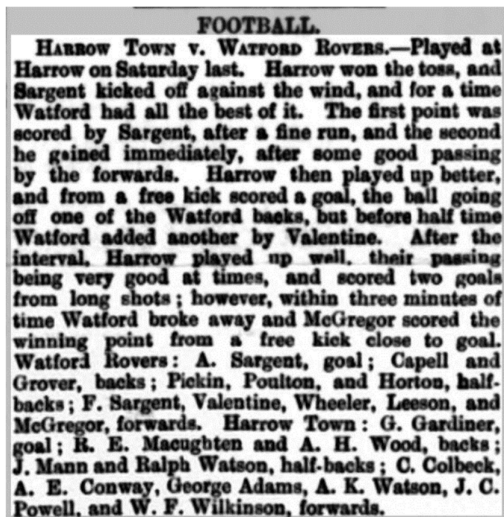 FOOTBALL.
HARROW TOWN V. WATFORD ROVERS.—Played at
Harrow on Saturday last. Harrow won the toss, and
Sargent kicked off against the wind, and for a time
Watford had all the best of it. The first point was
scored by Sargent, after a fine run, and the second
he gained immediately, after some good passing
by the forwards. Harrow then played up better,
and from a free kick scored a goal, the ball going
off one of the Watford backs, but before half time
Watford added another by Valentine. After the
interval, Harrow played up well, their passing
being very good at times, and scored two goals
from long shots; however, within three minutes of
time Watford broke away and McGregor scored the
winning point from a free kick close to goal.
Watford Rovers: A. Sargent, goal; Capell and
Grover, backs; Pickin, Poulton, and Horton, half-
backs; F. Sargent, Valentine, Wheeler, Leeson, and
McGregor, forwards. Harrow Town: G. Gardiner,
goal; R. E. Macughten and A. H. Wood, backs;
J. Mann and Ralph Watson, half-backs; C. Colbeck,
A. E. Conway, George Adams, A. K. Watson, J. C.
Powell, and W. F. Wilkinson, forwards.